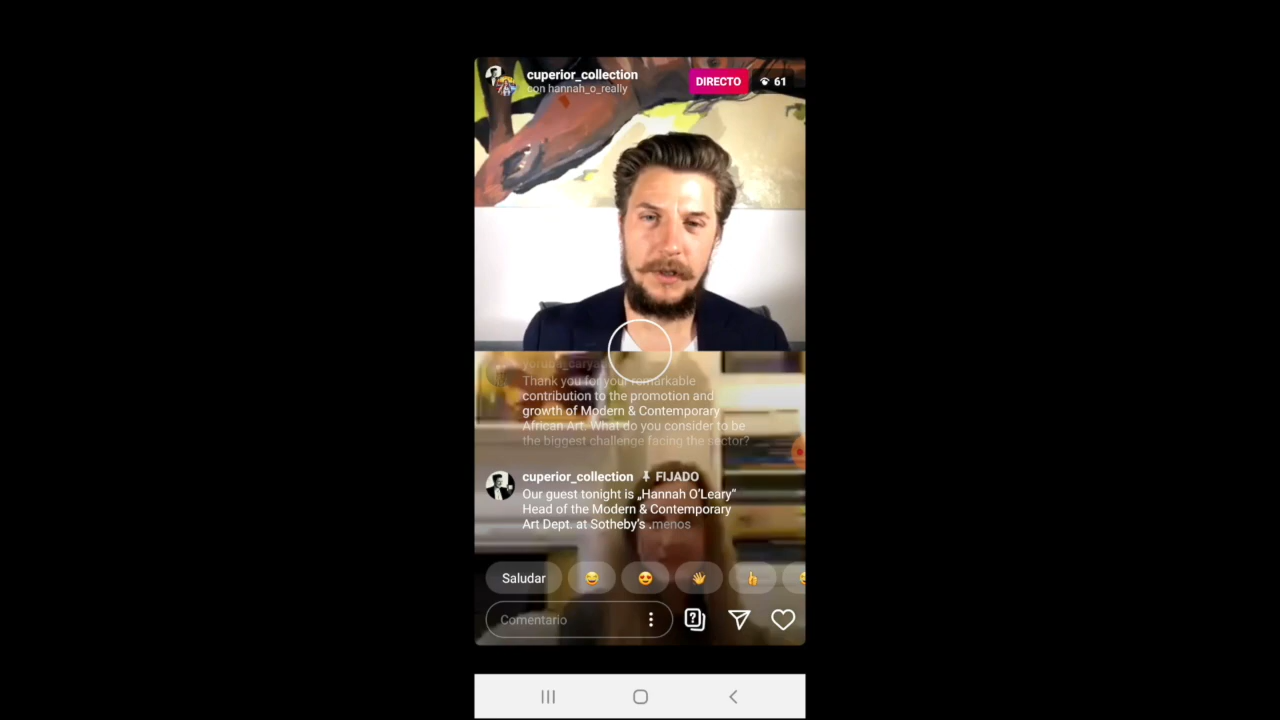 cuperior_collection
con hannah_o_really
DIRECTO
61
Thank you for your remarkable
contribution to the promotion and
growth of Modern & Contemporary
African Art. What do you consider to be
the biggest challenge facing the sector?
cuperior_collection FIJADO
Our guest tonight is „Hannah O'Leary“
Head of the Modern & Contemporary
Art Dept. at Sotheby's .menos
Saludar
Comentario